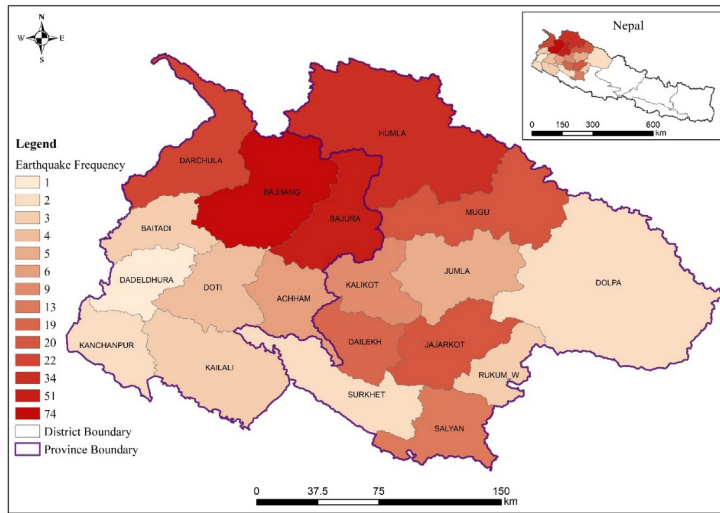 N
W E
S
Nepal
0 150 300 600
km
HUMLA
DARCHULA
BAJHANG
BAJURA
MUGU
BAITADI
DOLPA
JUMLA
DADELDHURA
DOTI
ACHHAM
KALIKOT
KANCHANPUR
DAILEKH
JAJARKOT
KAILALI
RUKUM_W
SURKHET
SALYAN
Legend
Earthquake Frequency
1
2
3
4
5
6
9
13
19
20
22
34
51
74
District Boundary
Province Boundary
0 37.5 75 150
km